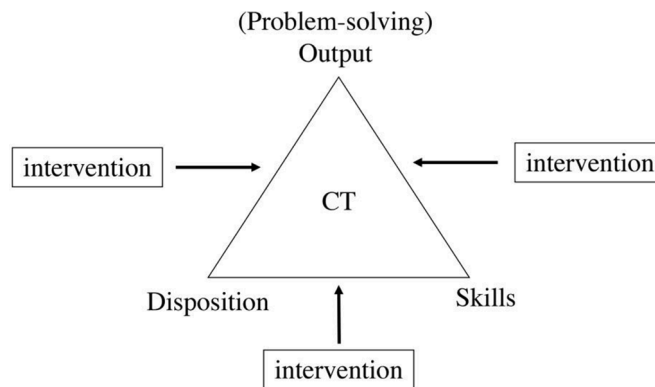 (Problem-solving)
Output
intervention
intervention
CT
Disposition
Skills
intervention